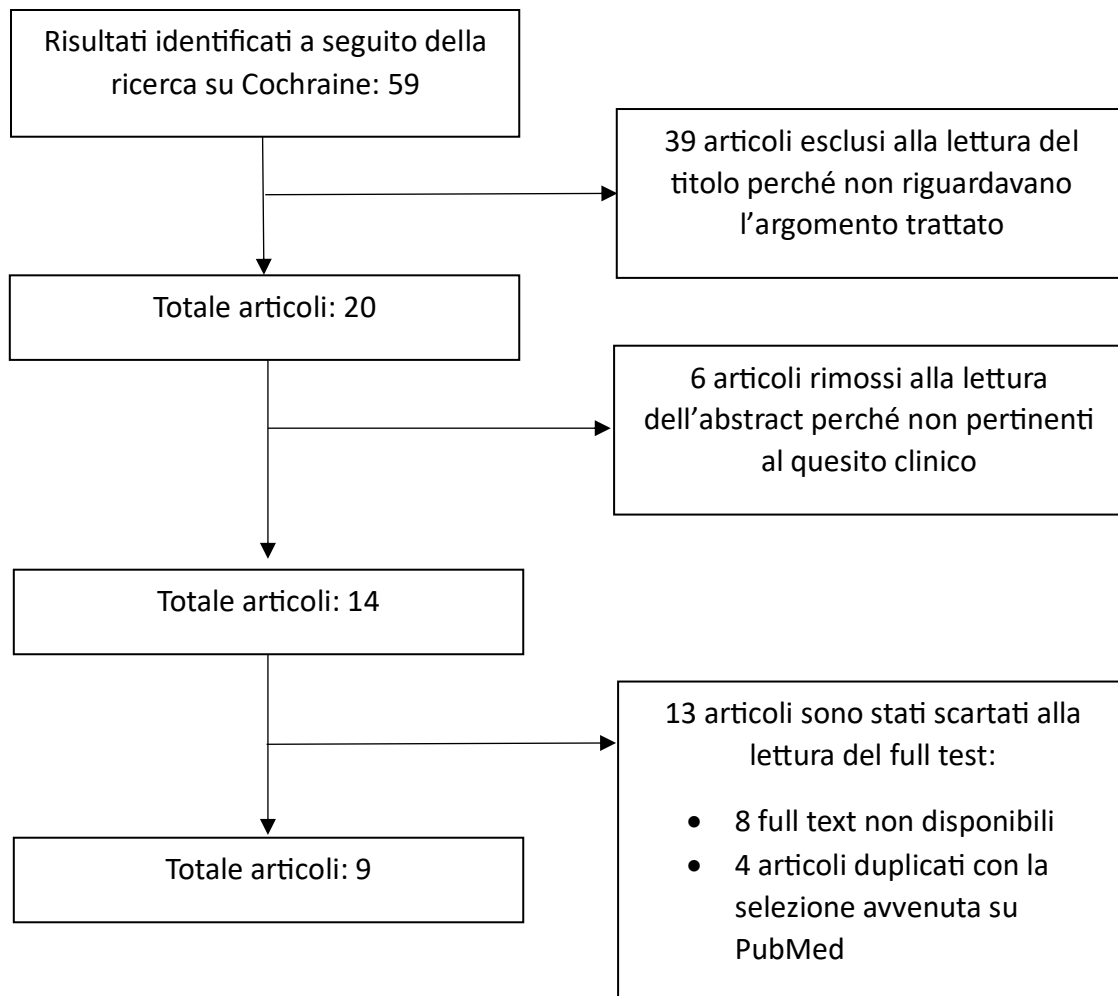 Risultati identificati a seguito della
ricerca su Cochraine: 59
39 articoli esclusi alla lettura del
titolo perché non riguardavano
l’argomento trattato
Totale articoli: 20
6 articoli rimossi alla lettura
dell’abstract perché non pertinenti
al quesito clinico
Totale articoli: 14
13 articoli sono stati scartati alla
lettura del full test:
• 8 full text non disponibili
• 4 articoli duplicati con la
selezione avvenuta su
PubMed
Totale articoli: 9